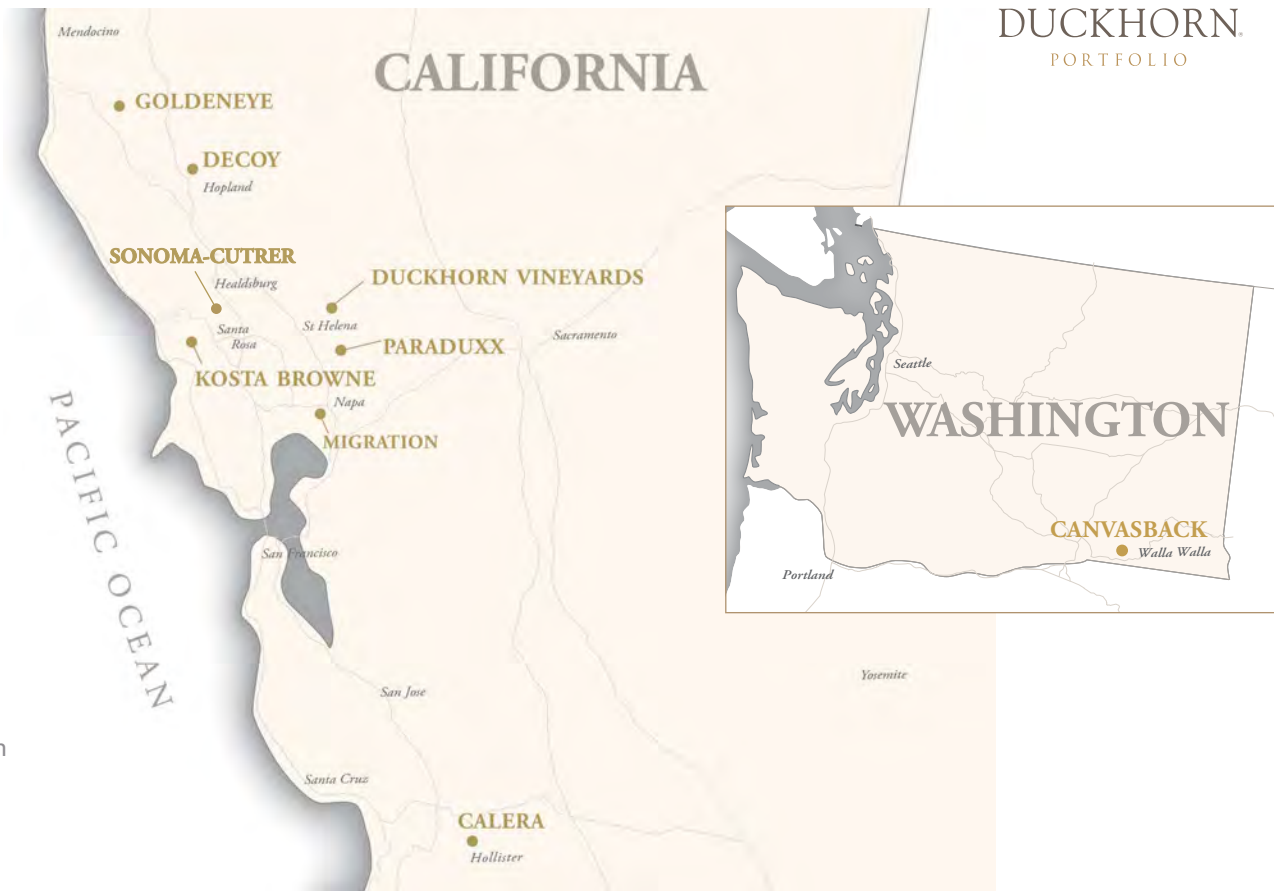 DUCKHORN®
PORTFOLIO
Mendocino
CALIFORNIA
GOLDENEYE
DECOY
Hopland
SONOMA-CUTRER
Healdsburg
DUCKHORN VINEYARDS
St Helena
Santa
Rosa
Sacramento
PARADUXX
KOSTA BROWNE
Napa
MIGRATION
PACIFIC OCEAN
San Francisco
San Jose
Yosemite
Santa Cruz
CALERA
Hollister
Seattle
WASHINGTON
CANVASBACK
Walla Walla
Portland
n